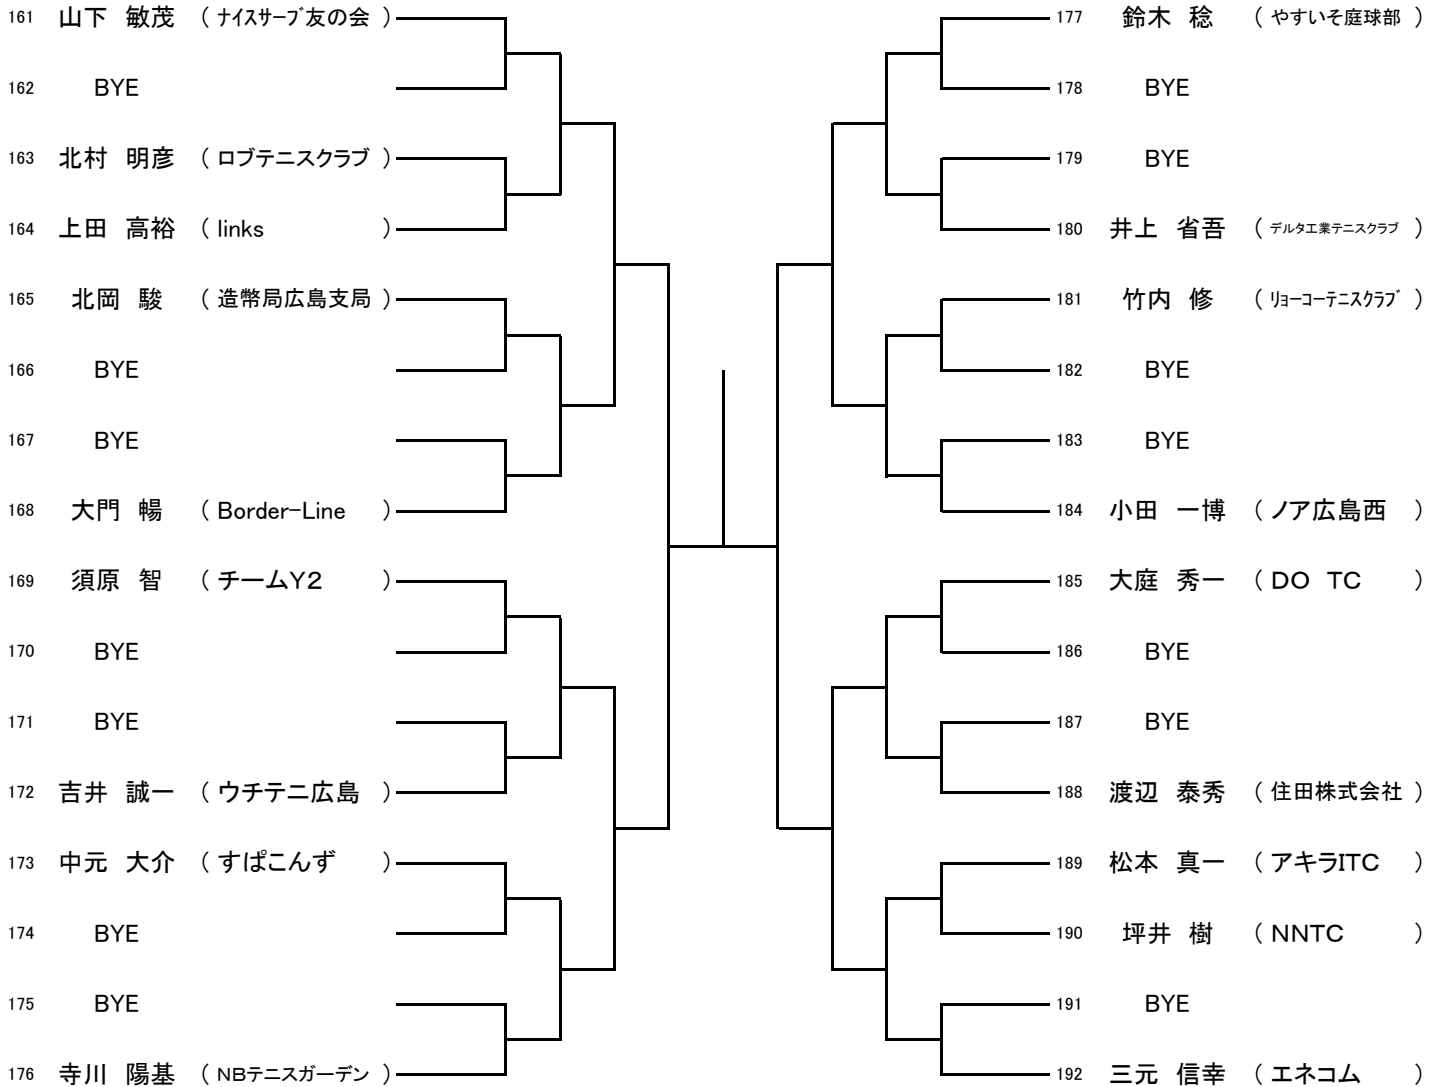 161 山下 敏茂 （ ﾅｲｽｻｰﾌﾞ友の会 ）
162 BYE
163 北村 明彦 （ ロブテニスクラブ ）
164 上田 高裕 （ links ）
165 北岡 駿 （ 造幣局広島支局 ）
166 BYE
167 BYE
168 大門 暢 （ Border-Line ）
169 須原 智 （ チームY2 ）
170 BYE
171 BYE
172 吉井 誠一 （ ウチテニ広島 ）
173 中元 大介 （ すぱこんず ）
174 BYE
175 BYE
176 寺川 陽基 （ NBテニスガーデン ）
177 鈴木 稔 （ やすいそ庭球部 ）
178 BYE
179 BYE
180 井上 省吾 （ デルタ工業テニスクラブ ）
181 竹内 修 （ ﾘｮｰｺｰﾃﾆｽｸﾗﾌﾞ ）
182 BYE
183 BYE
184 小田 一博 （ ノア広島西 ）
185 大庭 秀一 （ DO TC ）
186 BYE
187 BYE
188 渡辺 泰秀 （ 住田株式会社 ）
189 松本 真一 （ アキラITC ）
190 坪井 樹 （ NNTC ）
191 BYE
192 三元 信幸 （ エネコム ）